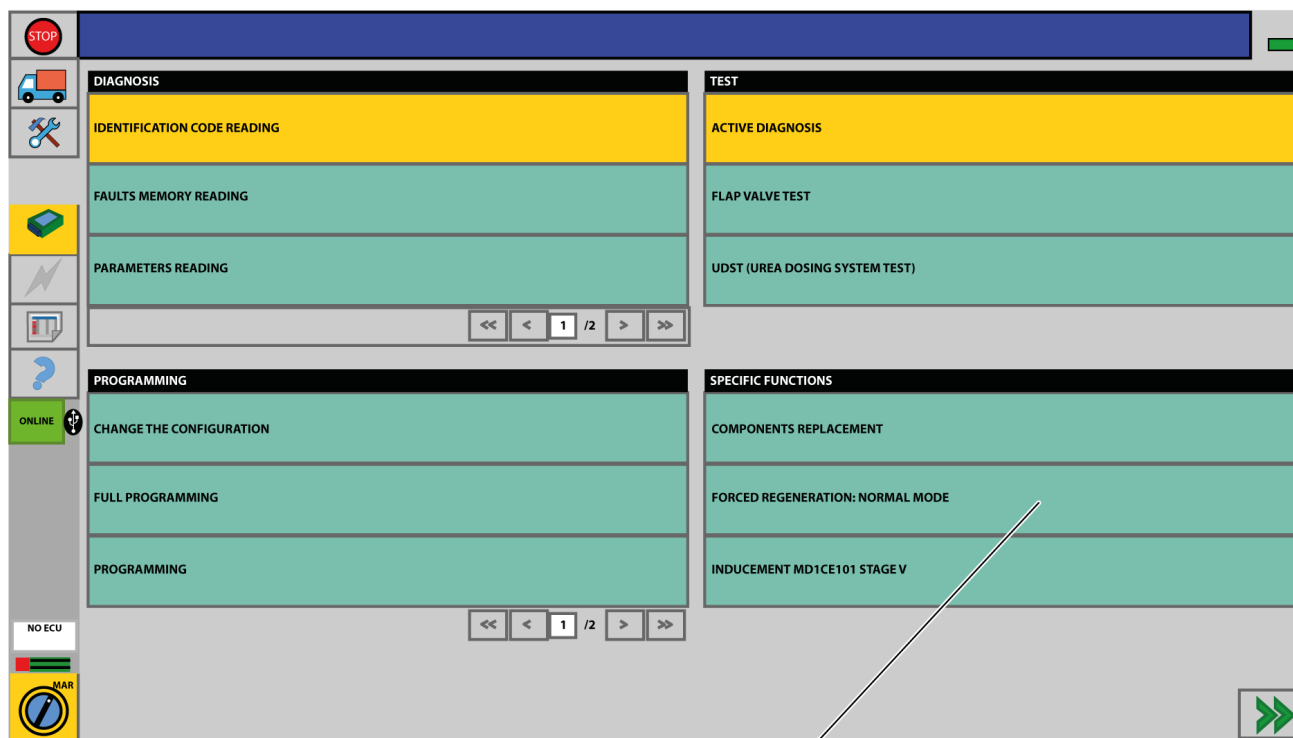 STOP
DIAGNOSIS
IDENTIFICATION CODE READING
FAULTS MEMORY READING
PARAMETERS READING
<< < 1 /2 > >>
TEST
ACTIVE DIAGNOSIS
FLAP VALVE TEST
UDST (UREA DOSING SYSTEM TEST)
PROGRAMMING
CHANGE THE CONFIGURATION
FULL PROGRAMMING
PROGRAMMING
<< < 1 /2 > >>
SPECIFIC FUNCTIONS
COMPONENTS REPLACEMENT
FORCED REGENERATION: NORMAL MODE
INDUCEMENT MD1CE101 STAGE V
ONLINE
NO ECU
MAR